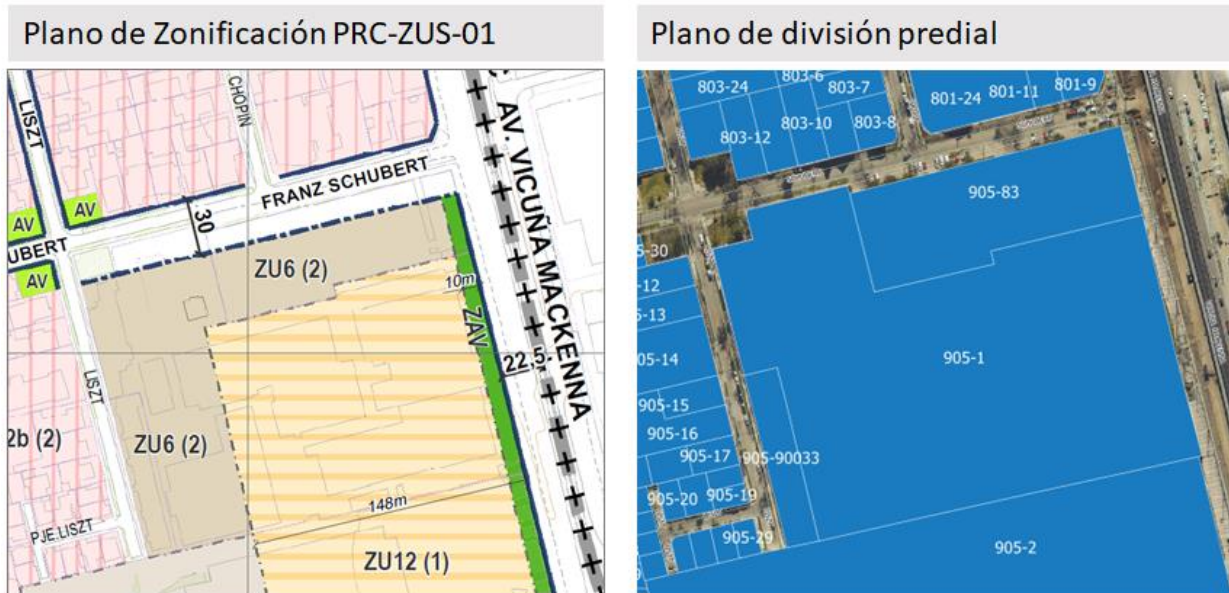 Plano de Zonificación PRC-ZUS-01
LISZT
CHOPIN
AV. VICUÑA MACKENNA
FRANZ SCHUBERT
AV
AV
30
UBERT
AV
ZU6 (2)
10m
ZAV
22,5
LISZT
2b (2)
ZU6 (2)
148m
PJE.LISZT
ZU12 (1)
Plano de división predial
803-24
803-6
803-7
801-24
801-11
801-9
803-12
803-10
803-8
905-83
5-30
-12
5-13
905-14
905-1
905-15
905-16
905-17
905-90033
905-20
905-19
905-29
905-2